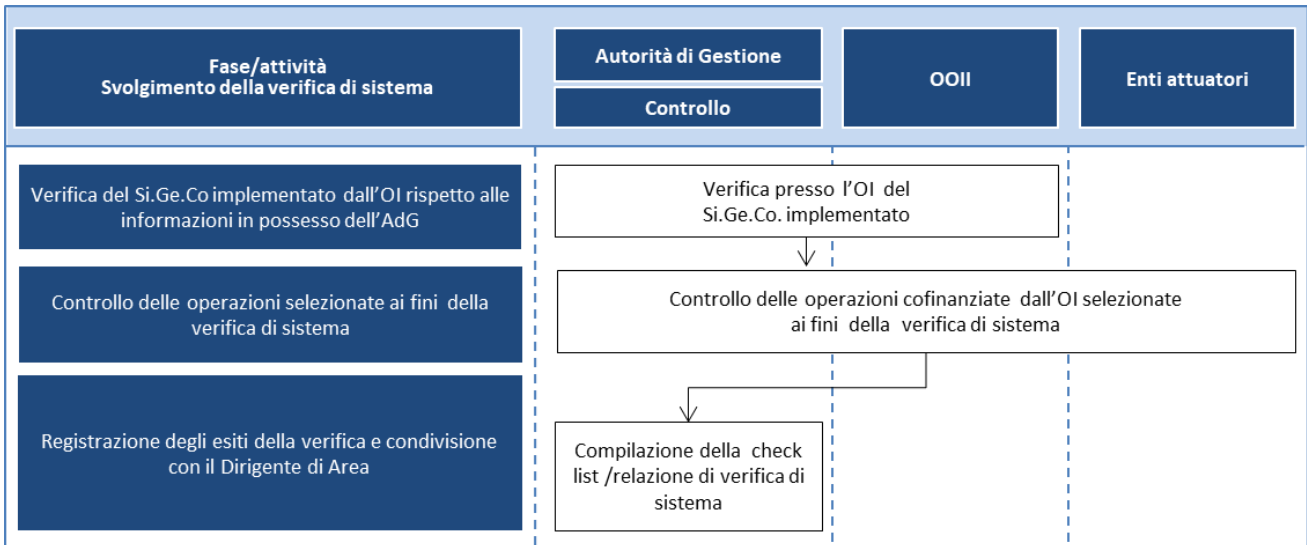 Fase/attività
Svolgimento della verifica di sistema
Autorità di Gestione
Controllo
OOII
Enti attuatori
Verifica del Si.Ge.Co implementato dall’OI rispetto alle
informazioni in possesso dell’AdG
Verifica presso l’OI del
Si.Ge.Co. implementato
Controllo delle operazioni selezionate ai fini della
verifica di sistema
Controllo delle operazioni cofinanziate dall’OI selezionate
ai fini della verifica di sistema
Registrazione degli esiti della verifica e condivisione
con il Dirigente di Area
Compilazione della check
list /relazione di verifica di
sistema